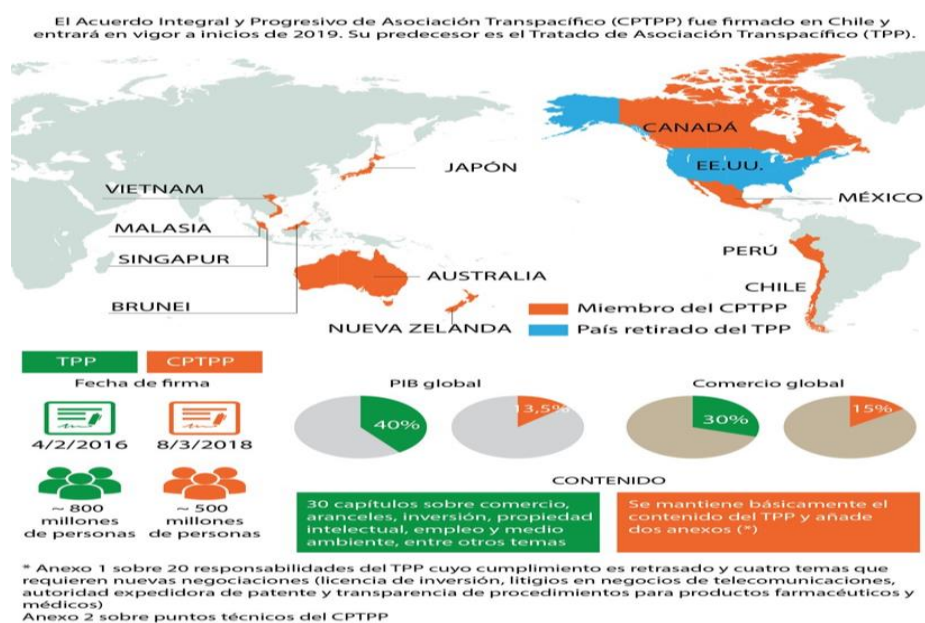 El Acuerdo Integral y Progresivo de Asociación Transpacífico (CPTPP) fue firmado en Chile y
entrará en vigor a inicios de 2019. Su predecesor es el Tratado de Asociación Transpacífico (TPP).
CANADÁ
JAPÓN
EE.UU.
VIETNAM
MÉXICO
MALASIA
PERÚ
SINGAPUR
AUSTRALIA
CHILE
BRUNEI
NUEVA ZELANDA
Miembro del CPTPP
País retirado del TPP
TPP
CPTPP
Fecha de firma
4/2/2016
8/3/2018
~ 800
millones
de personas
~ 500
millones
de personas
PIB global
40%
13,5%
Comercio global
30%
15%
CONTENIDO
30 capítulos sobre comercio,
aranceles, inversión, propiedad
intelectual, empleo y medio
ambiente, entre otros temas
Se mantiene básicamente el
contenido del TPP y añade
dos anexos (*)
* Anexo 1 sobre 20 responsabilidades del TPP cuyo cumplimiento es retrasado y cuatro temas que
requieren nuevas negociaciones (licencia de inversión, litigios en negocios de telecomunicaciones,
autoridad expedidora de patente y transparencia de procedimientos para productos farmacéuticos y
médicos)
Anexo 2 sobre puntos técnicos del CPTPP